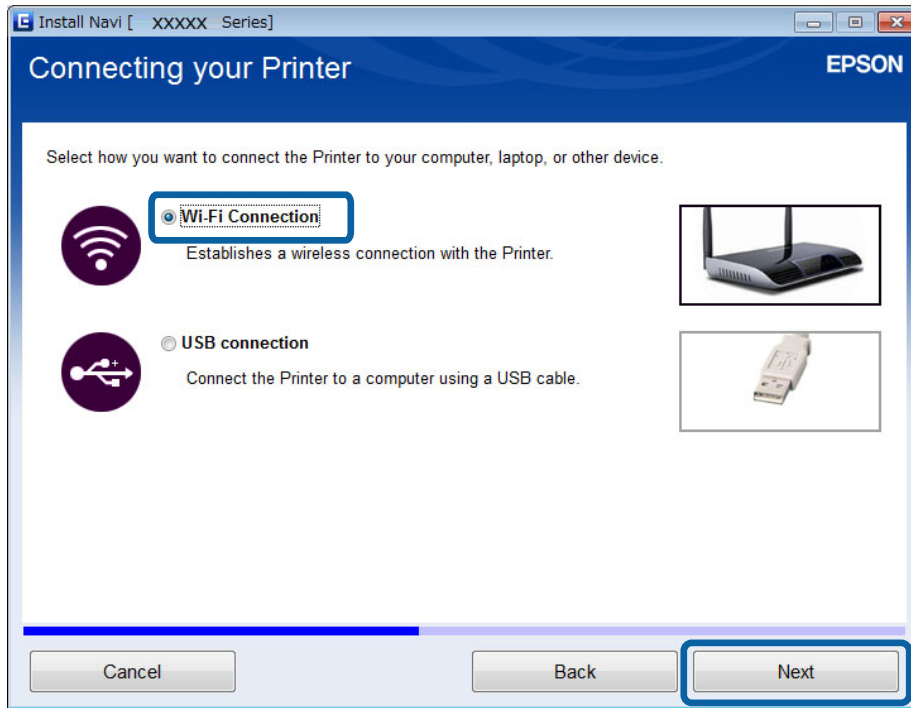 Install Navi [ XXXXX Series]
Connecting your Printer
EPSON
Select how you want to connect the Printer to your computer, laptop, or other device.
Wi-Fi Connection
Establishes a wireless connection with the Printer.
USB connection
Connect the Printer to a computer using a USB cable.
Cancel
Back
Next